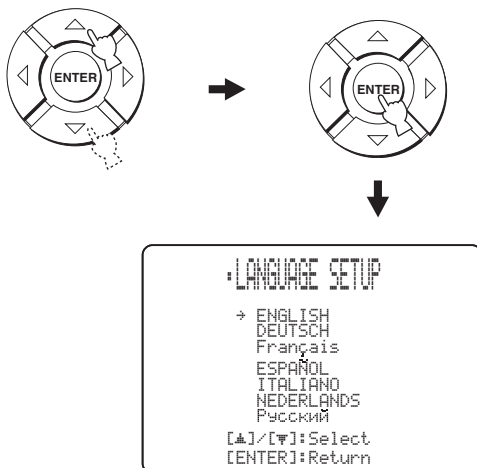 ENTER
ENTER
·LANGUAGE SETUP
→ ENGLISH
DEUTSCH
Français
ESPAÑOL
ITALIANO
NEDERLANDS
Русский
[▲]/[▼]:Select
[ENTER]:Return